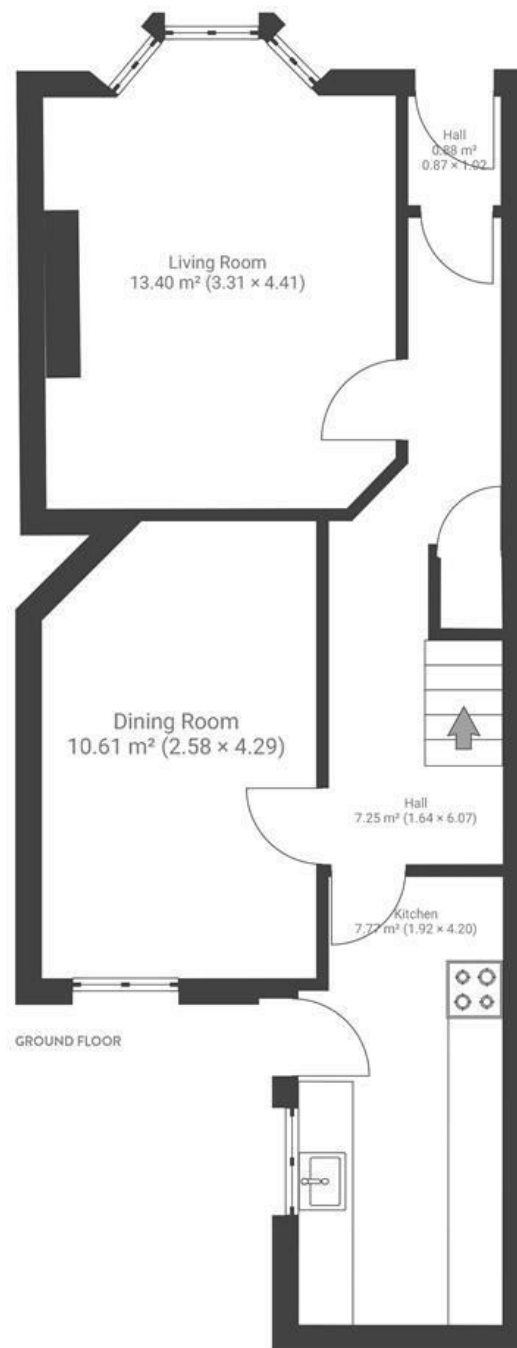 Hall
0.88 m²
0.87 × 1.02
Living Room
13.40 m² (3.31 × 4.41)
Dining Room
10.61 m² (2.58 × 4.29)
Hall
7.25 m² (1.64 × 6.07)
Kitchen
7.77 m² (1.92 × 4.20)
GROUND FLOOR